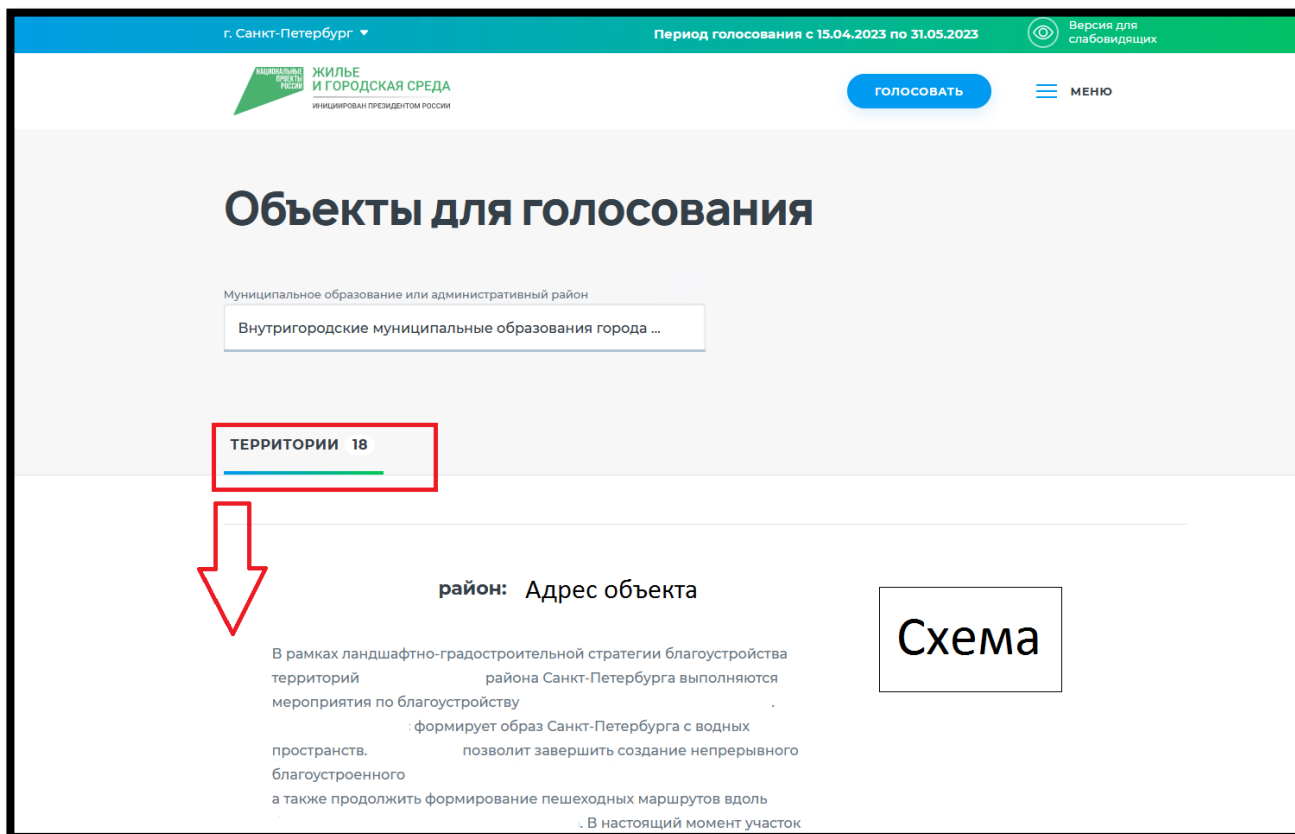 г. Санкт-Петербург
Период голосования с 15.04.2023 по 31.05.2023
Версия для
слабовидящих
НАЦИОНАЛЬНЫЕ
ПРОЕКТЫ
РОССИИ
ЖИЛЬЕ
И ГОРОДСКАЯ СРЕДА
ИНИЦИИРОВАН ПРЕЗИДЕНТОМ РОССИИ
ГОЛОСОВАТЬ
МЕНЮ
Объекты для голосования
Муниципальное образование или административный район
Внутригородские муниципальные образования города ...
ТЕРРИТОРИИ 18
район: Адрес объекта
Схема
В рамках ландшафтно-градостроительной стратегии благоустройства
территорий района Санкт-Петербурга выполняются
мероприятия по благоустройству .
формирует образ Санкт-Петербурга с водных
пространств. позволит завершить создание непрерывного
благоустроенного
а также продолжить формирование пешеходных маршрутов вдоль
. В настоящий момент участок